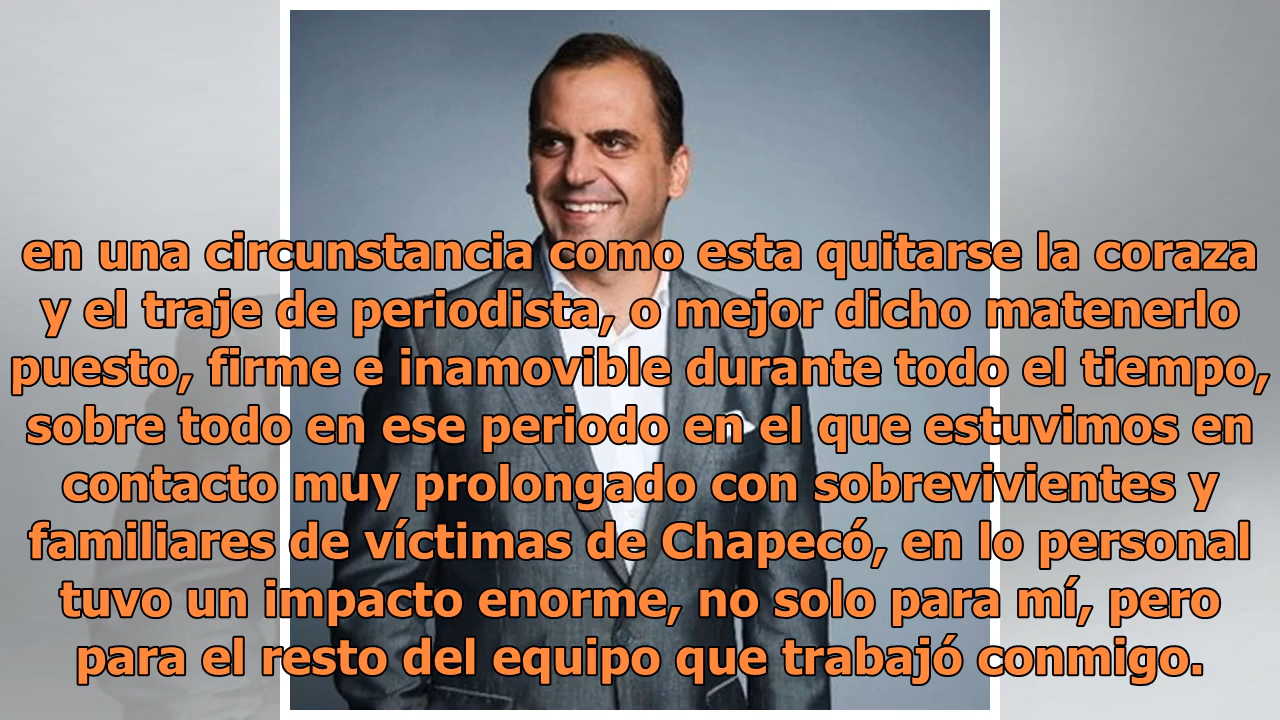 en una circunstancia como esta quitarse la coraza
y el traje de periodista, o mejor dicho matenerlo
puesto, firme e inamovible durante todo el tiempo,
sobre todo en ese periodo en el que estuvimos en
contacto muy prolongado con sobrevivientes y
familiares de víctimas de Chapecó, en lo personal
tuvo un impacto enorme, no solo para mí, pero
para el resto del equipo que trabajó conmigo.